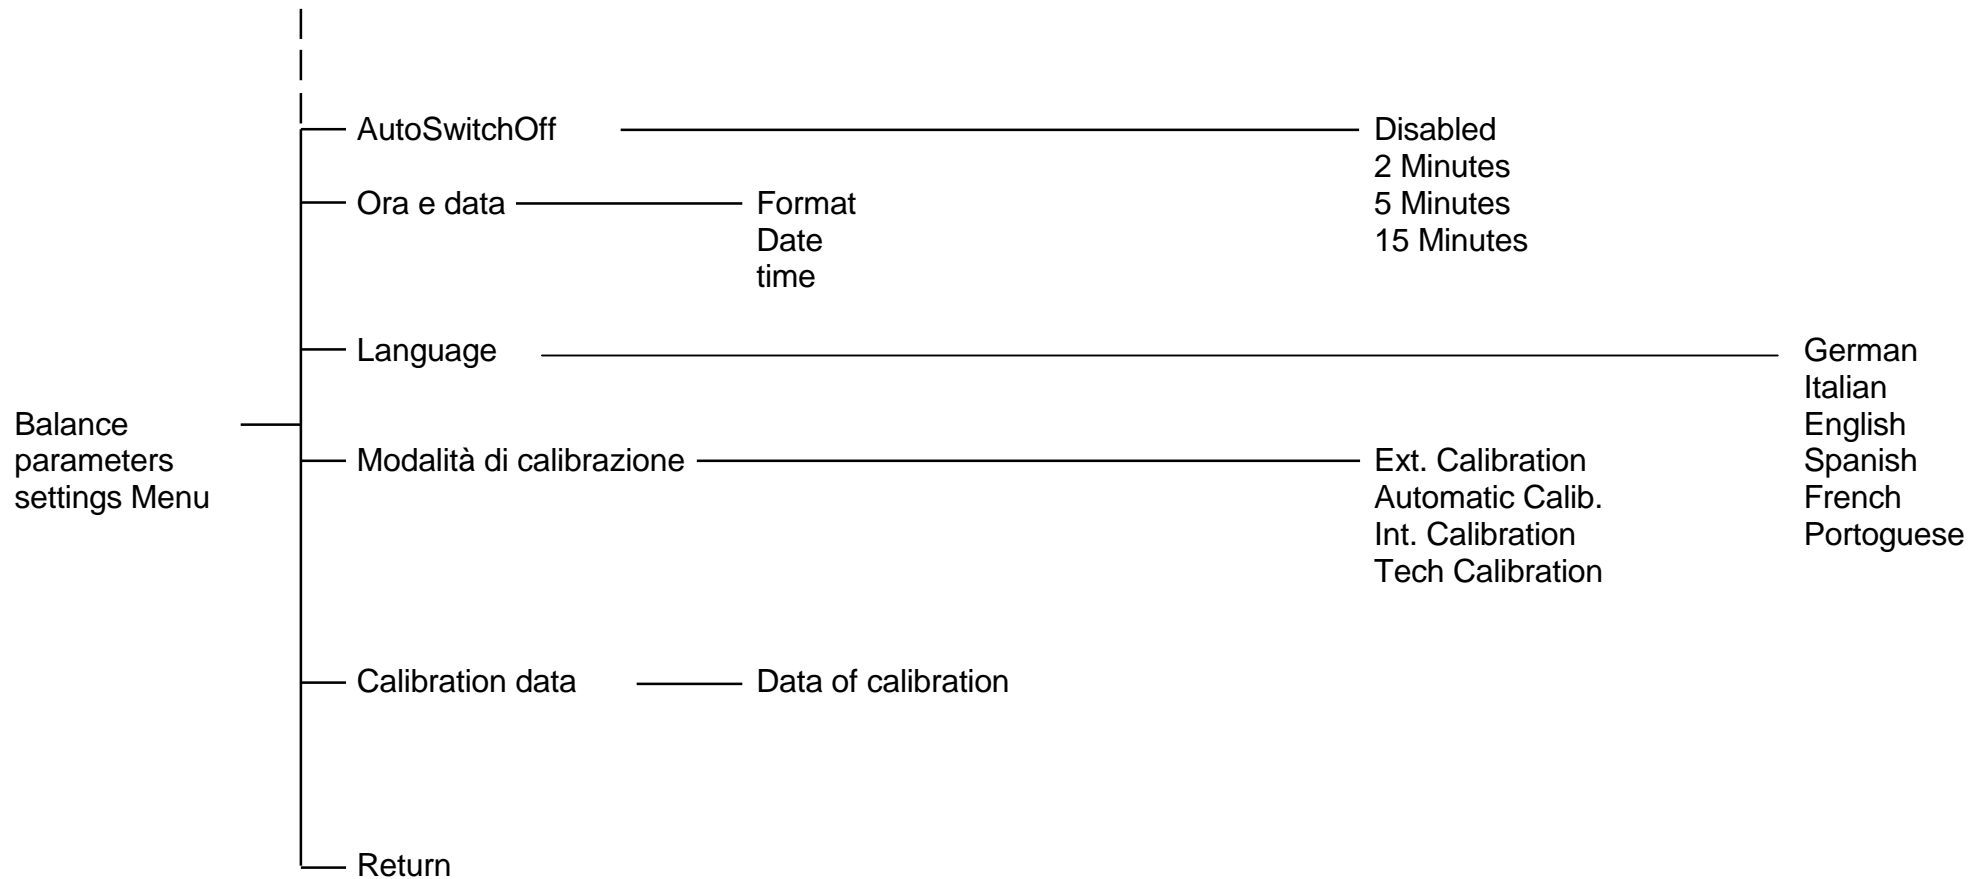 AutoSwitchOff
Disabled
2 Minutes
5 Minutes
15 Minutes
Ora e data
Format
Date
time
Language
German
Italian
English
Spanish
French
Portoguese
Balance
parameters
settings Menu
Modalità di calibrazione
Ext. Calibration
Automatic Calib.
Int. Calibration
Tech Calibration
Calibration data
Data of calibration
Return